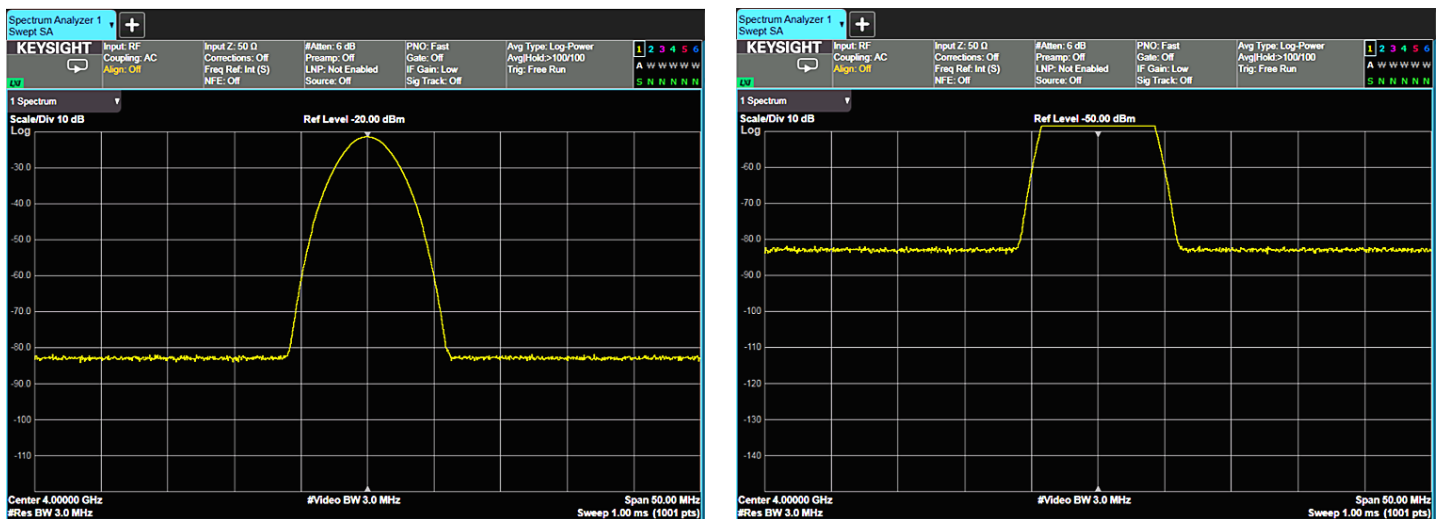 Spectrum Analyzer 1
Swept SA
+
KEYSIGHT
Input: RF
Coupling: AC
Align: Off
Input Z: 50 Ω
Corrections: Off
Freq Ref: Int (S)
NFE: Off
#Atten: 6 dB
Preamp: Off
LNP: Not Enabled
Source: Off
PNO: Fast
Gate: Off
IF Gain: Low
Sig Track: Off
Avg Type: Log-Power
Avg|Hold:>100/100
Trig: Free Run
1 2 3 4 5 6
A W W W W W
S N N N N N
LXI
1 Spectrum
Scale/Div 10 dB
Ref Level -20.00 dBm
Log
-30.0
-40.0
-50.0
-60.0
-70.0
-80.0
-90.0
-100
-110
Center 4.00000 GHz
#Video BW 3.0 MHz
Span 50.00 MHz
#Res BW 3.0 MHz
Sweep 1.00 ms (1001 pts)
Spectrum Analyzer 1
Swept SA
+
KEYSIGHT
Input: RF
Coupling: AC
Align: Off
Input Z: 50 Ω
Corrections: Off
Freq Ref: Int (S)
NFE: Off
#Atten: 6 dB
Preamp: Off
LNP: Not Enabled
Source: Off
PNO: Fast
Gate: Off
IF Gain: Low
Sig Track: Off
Avg Type: Log-Power
Avg|Hold:>100/100
Trig: Free Run
1 2 3 4 5 6
A W W W W W
S N N N N N
LXI
1 Spectrum
Scale/Div 10 dB
Ref Level -50.00 dBm
Log
-60.0
-70.0
-80.0
-90.0
-100
-110
-120
-130
-140
Center 4.00000 GHz
#Video BW 3.0 MHz
Span 50.00 MHz
#Res BW 3.0 MHz
Sweep 1.00 ms (1001 pts)